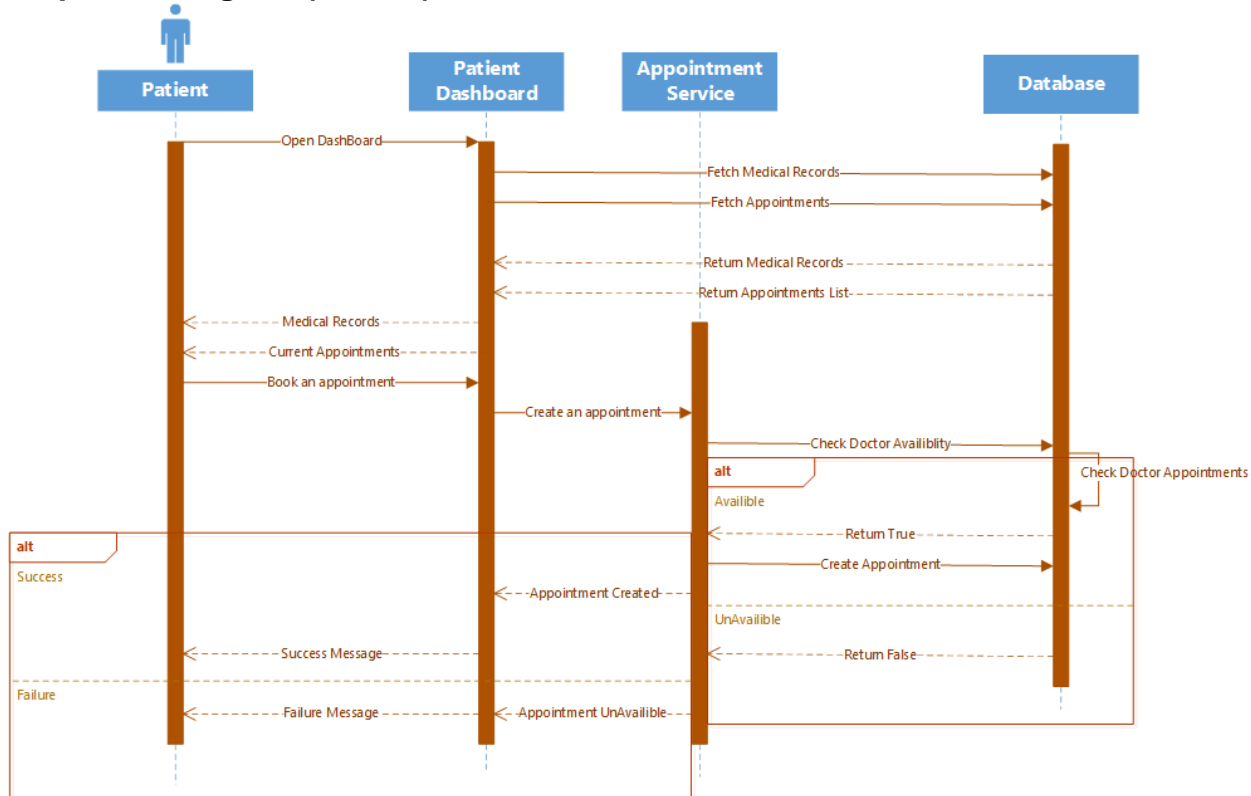 Patient
Patient
Dashboard
Appointment
Service
Database
Open DashBoard
Fetch Medical Records
Fetch Appointments
Return Medical Records
Return Appointments List
Medical Records
Current Appointments
Book an appointment
Create an appointment
Check Doctor Availiblity
alt
Check Doctor Appointments
Availible
Return True
alt
Create Appointment
Success
Appointment Created
UnAvailible
Success Message
Return False
Failure
Failure Message
Appointment UnAvailible